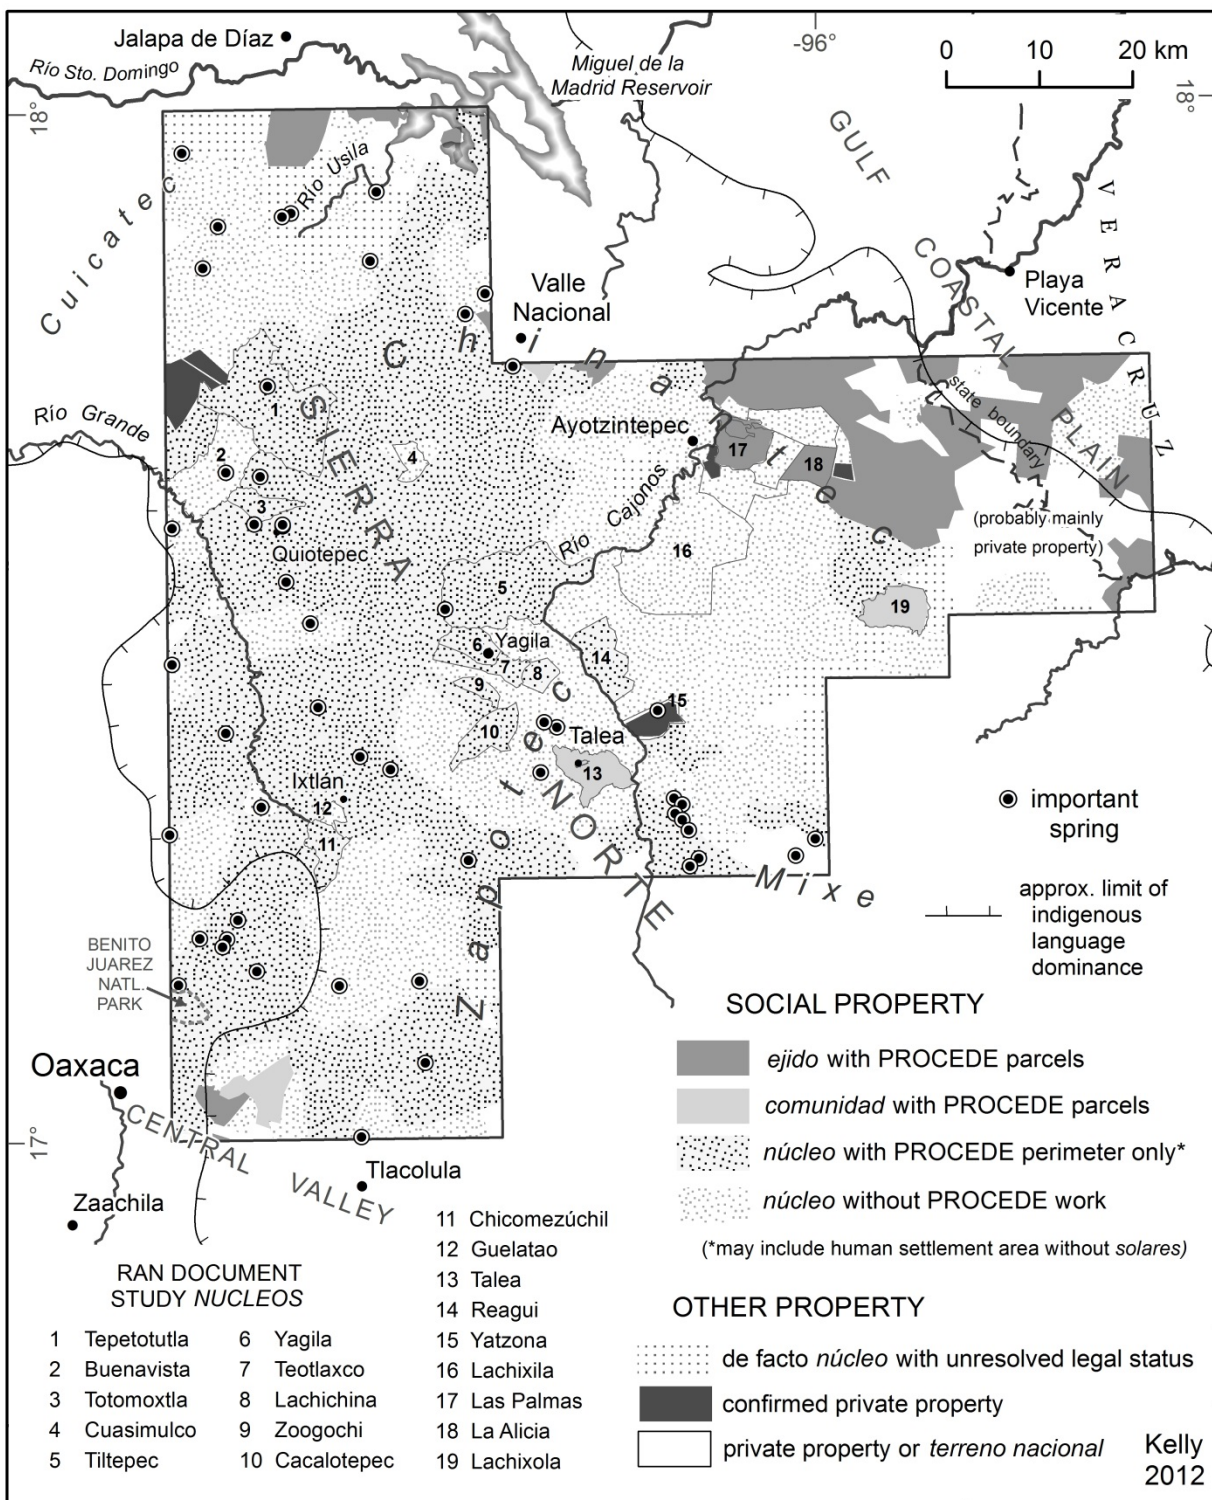 Jalapa de Díaz
Río Sto. Domingo
Miguel de la
Madrid Reservoir
-96°
0 10 20 km
18°
18°
GULF
COASTAL
PLAIN
VERACRUZ
Cuicatec
Río Usila
Valle
Nacional
Playa
Vicente
Chinantec
state boundary
Río Grande
SIERRA
NORTE
1
2
3
4
Ayotzintepec
17
18
Río Cajonos
(probably mainly
private property)
Quiotepec
16
5
19
6
Yagila
7
8
14
9
10
15
Talea
13
Ixtlán
12
11
Zapotec
Mixe
important
spring
approx. limit of
indigenous
language
dominance
BENITO
JUAREZ
NATL.
PARK
Oaxaca
CENTRAL VALLEY
17°
Tlacolula
Zaachila
SOCIAL PROPERTY
ejido with PROCEDE parcels
comunidad with PROCEDE parcels
núcleo with PROCEDE perimeter only*
núcleo without PROCEDE work
(*may include human settlement area without solares)
OTHER PROPERTY
de facto núcleo with unresolved legal status
confirmed private property
private property or terreno nacional
RAN DOCUMENT
STUDY NUCLEOS
1 Tepetotutla
2 Buenavista
3 Totomoxtla
4 Cuasimulco
5 Tiltepec
6 Yagila
7 Teotlaxco
8 Lachichina
9 Zoogochi
10 Cacalotepec
11 Chicomezúchil
12 Guelatao
13 Talea
14 Reagui
15 Yatzona
16 Lachixila
17 Las Palmas
18 La Alicia
19 Lachixola
Kelly
2012